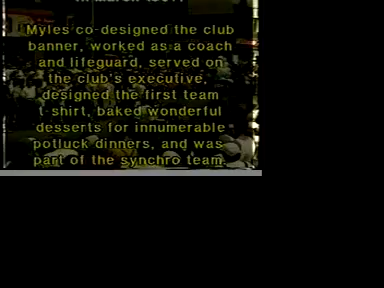 Myles co-designed the club
banner, worked as a coach
and lifeguard, served on
the club's executive,
designed the first team
t-shirt, baked wonderful
desserts for innumerable
potluck dinners, and was
part of the synchro team.